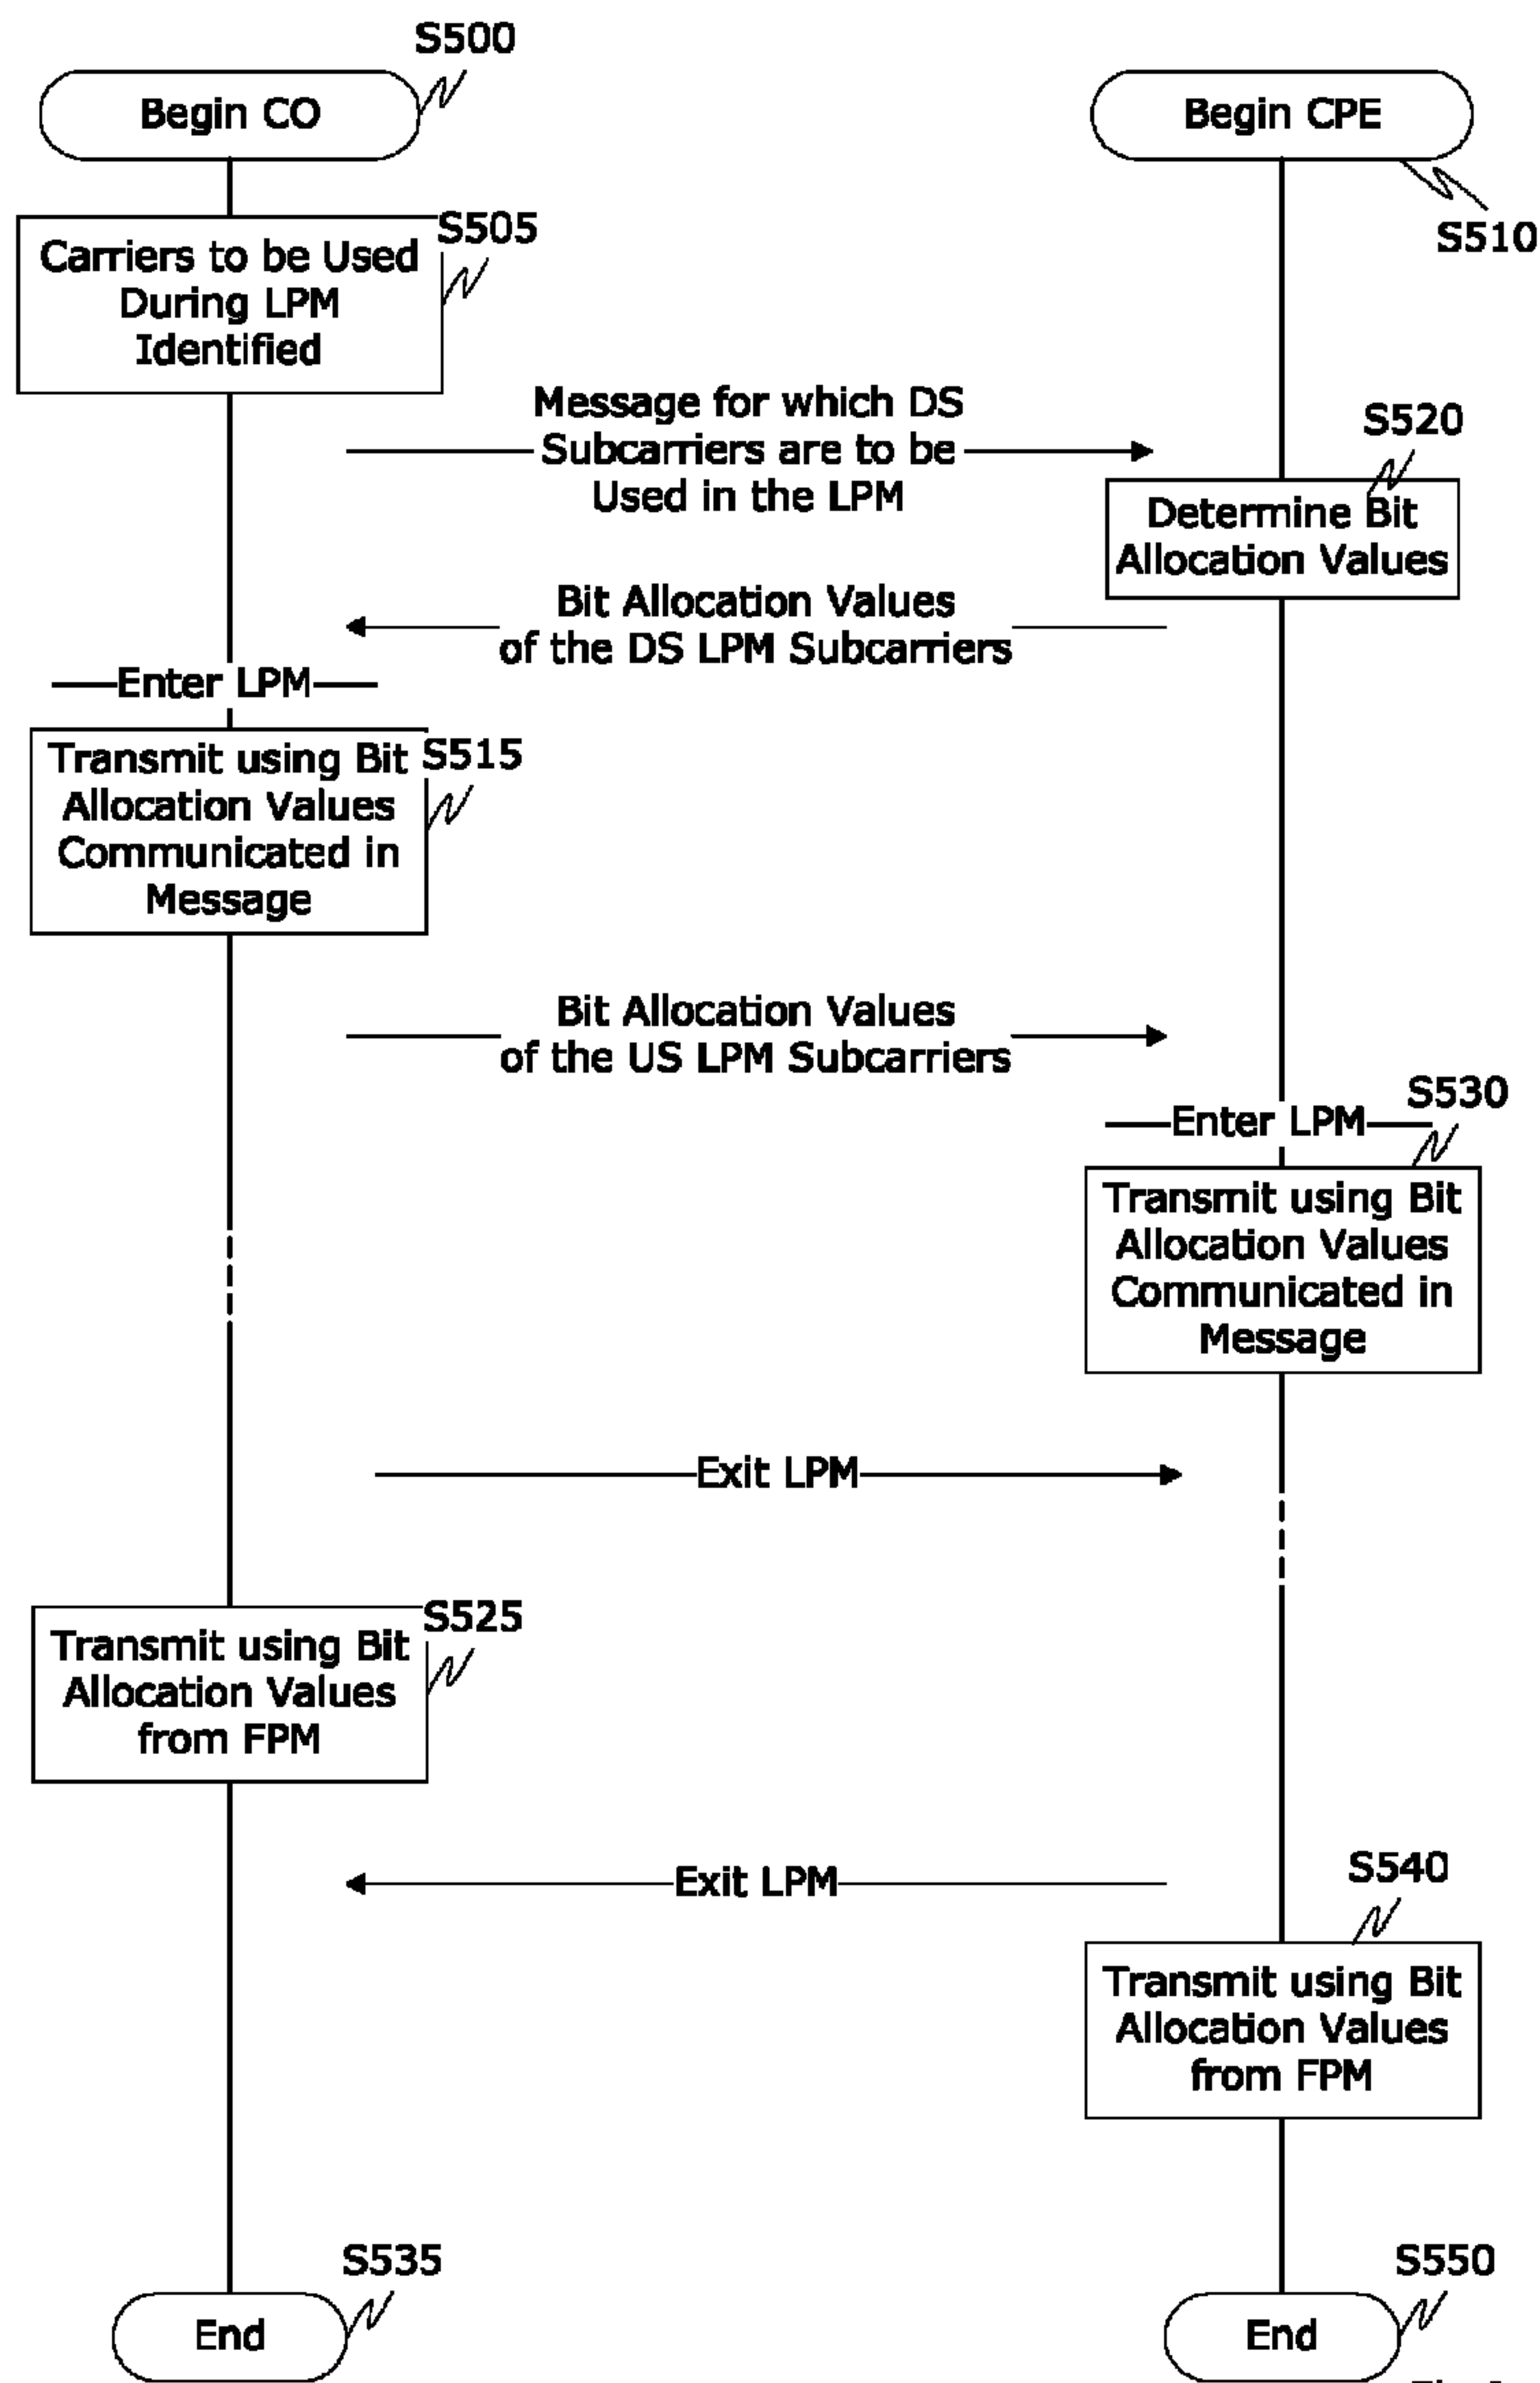 S500
Begin CO
Begin CPE
S510
S505
Carriers to be Used
During LPM
Identified
Message for which DS
Subcarriers are to be
Used in the LPM
S520
Determine Bit
Allocation Values
Bit Allocation Values
of the DS LPM Subcarriers
Enter LPM
S515
Transmit using Bit
Allocation Values
Communicated in
Message
Bit Allocation Values
of the US LPM Subcarriers
S530
Enter LPM
Transmit using Bit
Allocation Values
Communicated in
Message
Exit LPM
S525
Transmit using Bit
Allocation Values
from FPM
Exit LPM
S540
Transmit using Bit
Allocation Values
from FPM
S535
End
S550
End